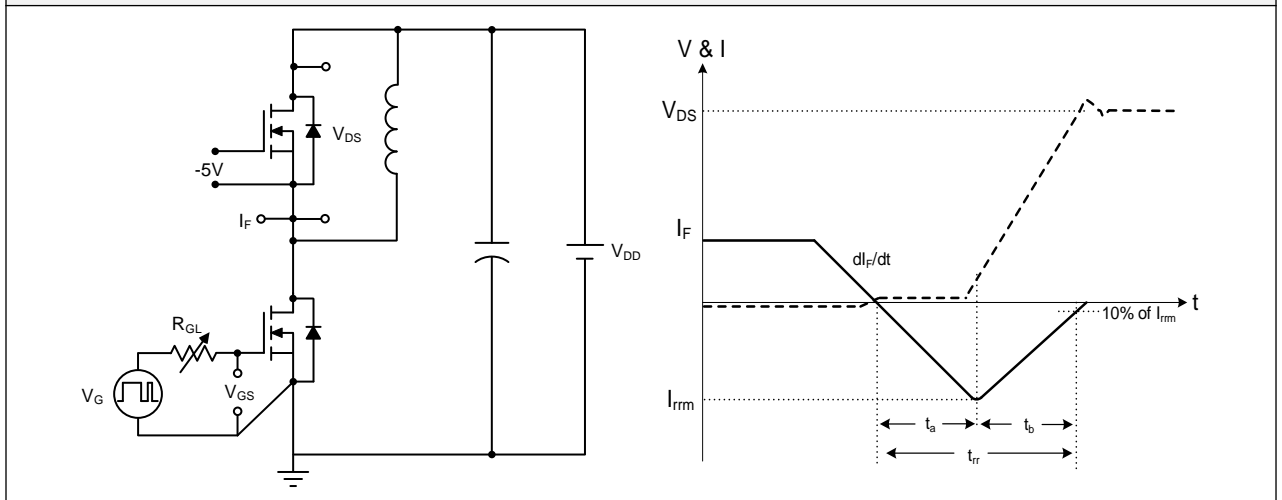 V_DS
-5V
I_F
V_DD
R_GL
V_G
V_GS
V & I
V_DS
I_F
dI_F/dt
t
10% of I_rrm
I_rrm
t_a
t_b
t_rr